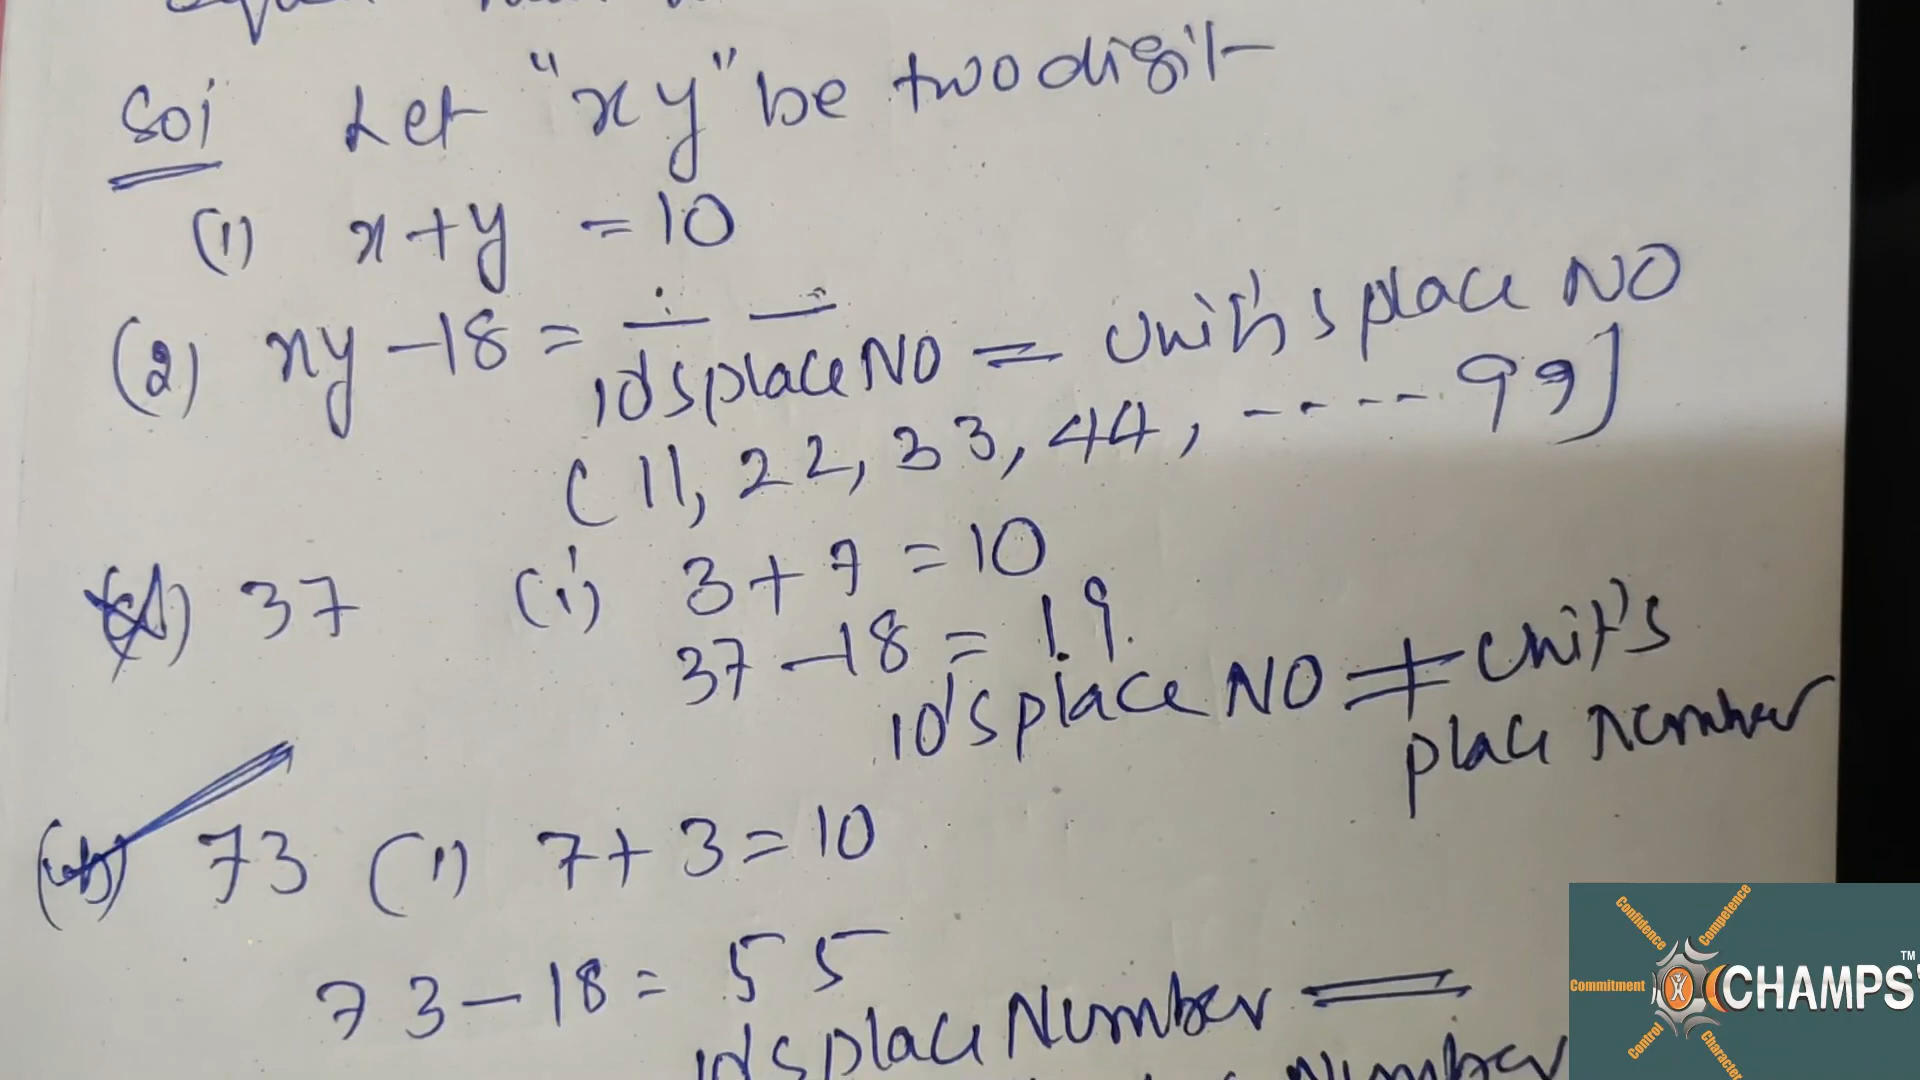 Sol Let "xy" be two digit
(1) x+y = 10
(2) xy - 18 = _ _
10's place NO = Unit's place NO
(11, 22, 33, 44, ----- 99)
37 (i) 3 + 7 = 10
37 - 18 = 19
10's place NO ≠ Unit's
place Number
(b) 73 (1) 7 + 3 = 10
73 - 18 = 55
10's place Number =
Number
Confidence
Competence
Commitment
CHAMPS
TM
Control
Character